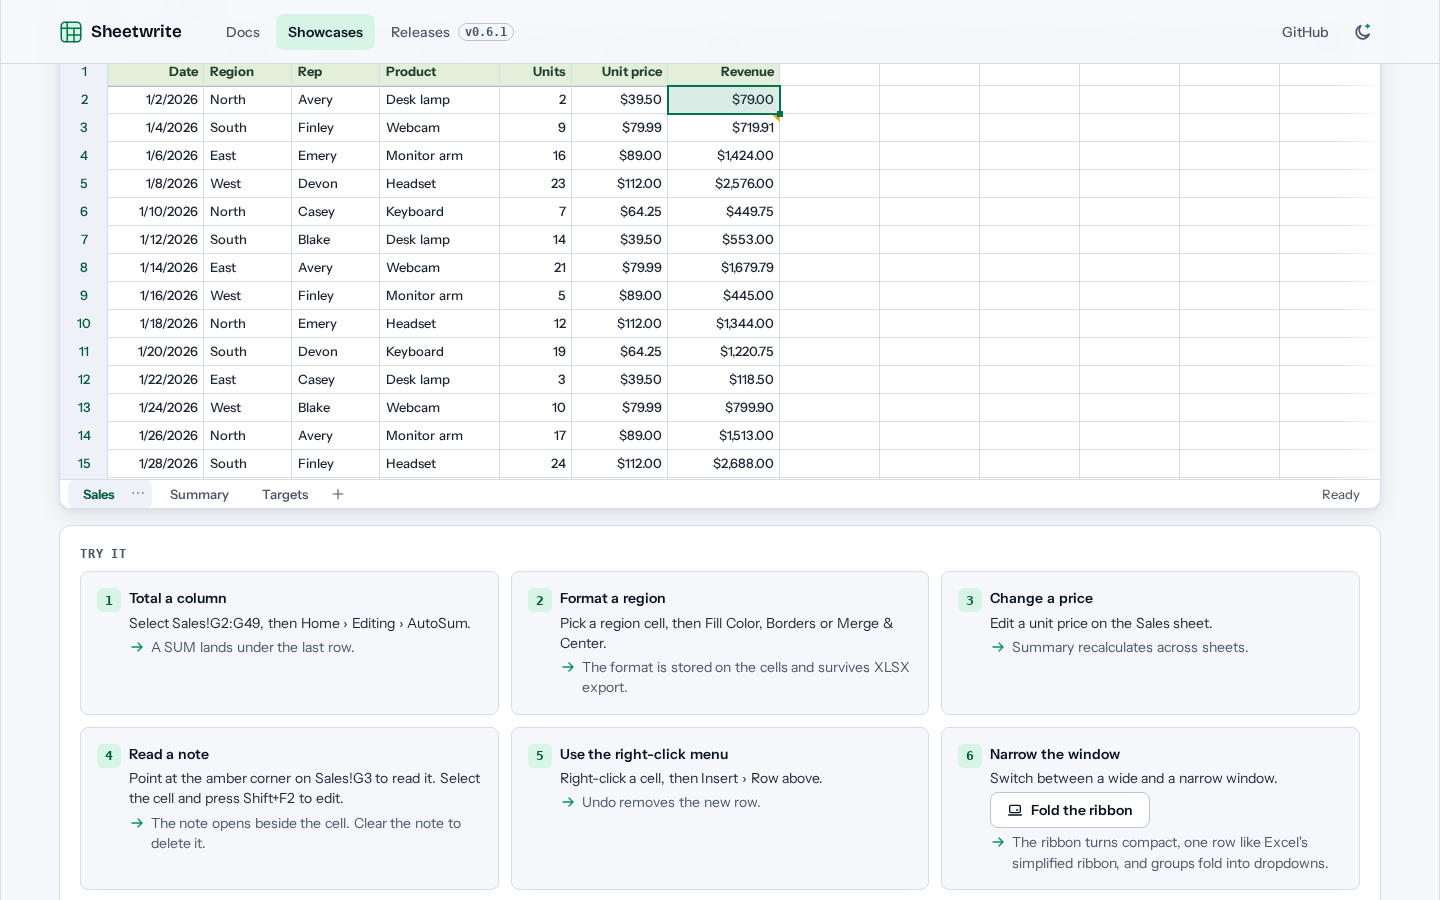 Sheetwrite Docs Showcases Releases v0.6.1 GitHub
1 Date Region Rep Product Units Unit price Revenue
2 1/2/2026 North Avery Desk lamp 2 $39.50 $79.00
3 1/4/2026 South Finley Webcam 9 $79.99 $719.91
4 1/6/2026 East Emery Monitor arm 16 $89.00 $1,424.00
5 1/8/2026 West Devon Headset 23 $112.00 $2,576.00
6 1/10/2026 North Casey Keyboard 7 $64.25 $449.75
7 1/12/2026 South Blake Desk lamp 14 $39.50 $553.00
8 1/14/2026 East Avery Webcam 21 $79.99 $1,679.79
9 1/16/2026 West Finley Monitor arm 5 $89.00 $445.00
10 1/18/2026 North Emery Headset 12 $112.00 $1,344.00
11 1/20/2026 South Devon Keyboard 19 $64.25 $1,220.75
12 1/22/2026 East Casey Desk lamp 3 $39.50 $118.50
13 1/24/2026 West Blake Webcam 10 $79.99 $799.90
14 1/26/2026 North Avery Monitor arm 17 $89.00 $1,513.00
15 1/28/2026 South Finley Headset 24 $112.00 $2,688.00
Sales ··· Summary Targets + Ready
TRY IT
1 Total a column
Select Sales!G2:G49, then Home › Editing › AutoSum.
→ A SUM lands under the last row.
2 Format a region
Pick a region cell, then Fill Color, Borders or Merge &
Center.
→ The format is stored on the cells and survives XLSX
export.
3 Change a price
Edit a unit price on the Sales sheet.
→ Summary recalculates across sheets.
4 Read a note
Point at the amber corner on Sales!G3 to read it. Select
the cell and press Shift+F2 to edit.
→ The note opens beside the cell. Clear the note to
delete it.
5 Use the right-click menu
Right-click a cell, then Insert › Row above.
→ Undo removes the new row.
6 Narrow the window
Switch between a wide and a narrow window.
Fold the ribbon
→ The ribbon turns compact, one row like Excel's
simplified ribbon, and groups fold into dropdowns.